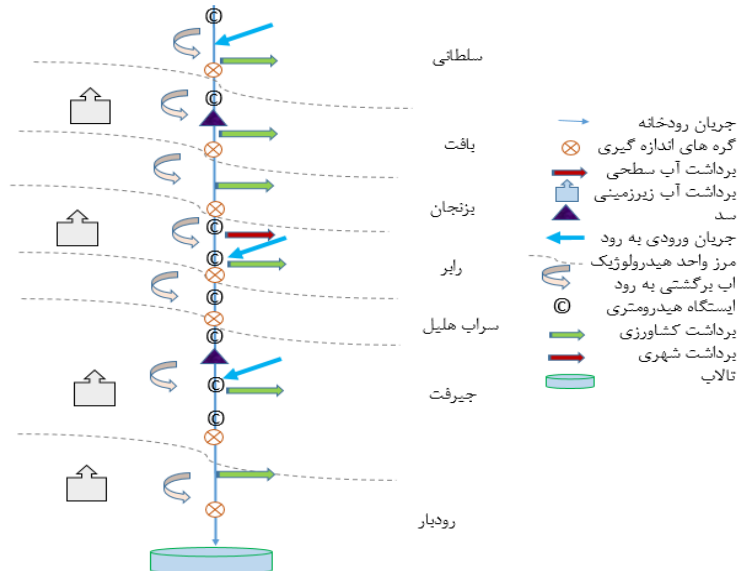 سلطانی
بافت
بزنجان
رابر
سراب هلیل
جیرفت
رودبار
جریان رودخانه
گره های اندازه گیری
برداشت آب سطحی
برداشت آب زیرزمینی
سد
جریان ورودی به رود
مرز واحد هیدرولوژیک
اب برگشتی به رود
ایستگاه هیدرومتری
برداشت کشاورزی
برداشت شهری
تالاب